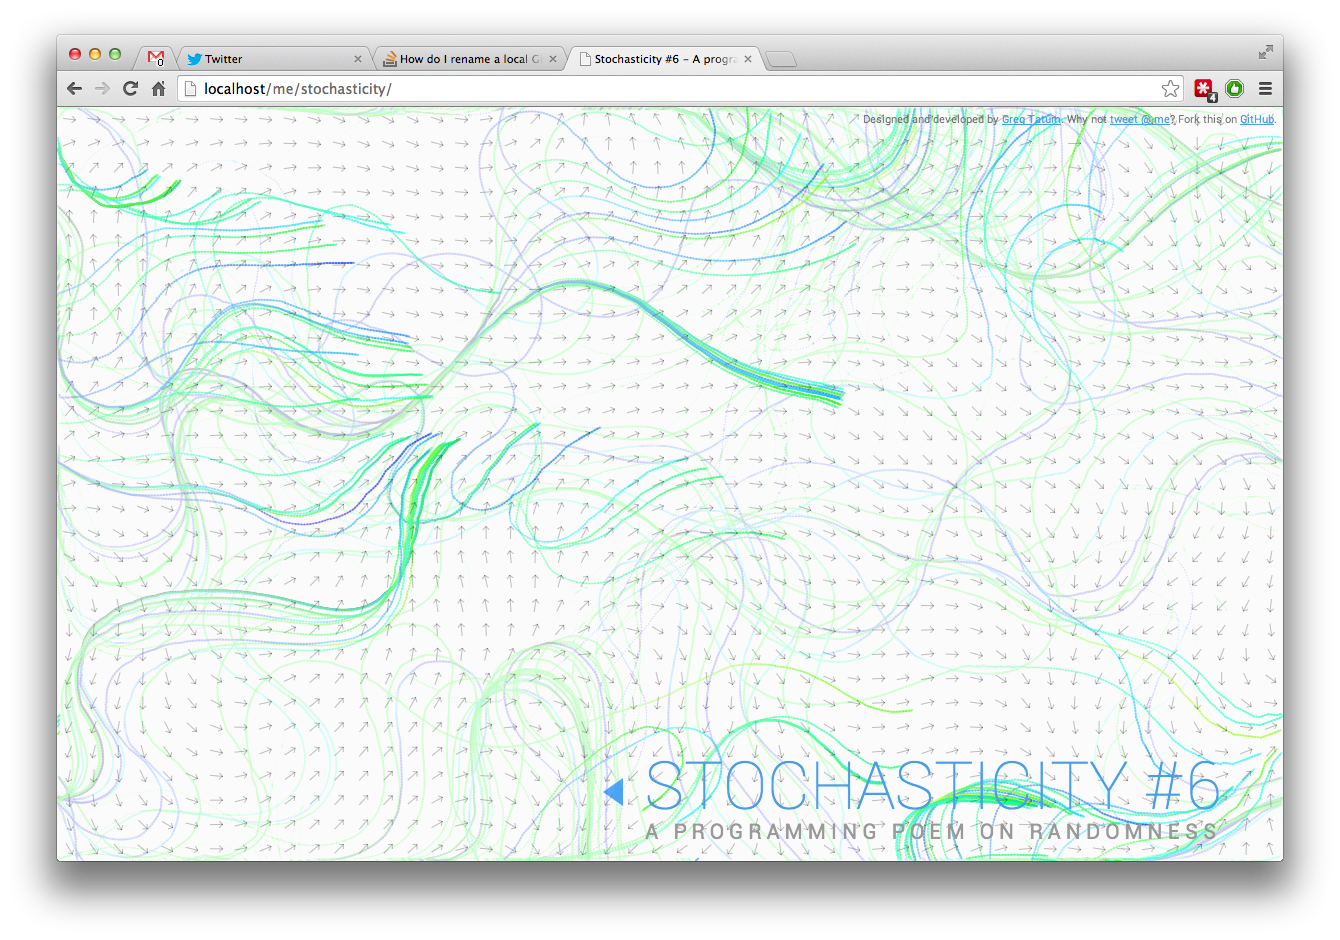 0
Twitter
How do I rename a local G
Stochasticity #6 – A progra
localhost/me/stochasticity/
4
Designed and developed by Greg Tatum. Why not tweet @ me? Fork this on GitHub.
STOCHASTICITY #6
A PROGRAMMING POEM ON RANDOMNESS